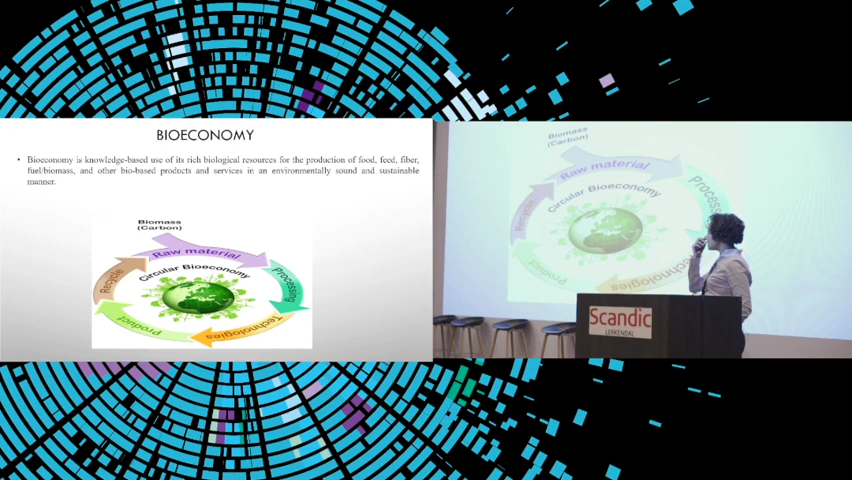 BIOECONOMY
• Bioeconomy is knowledge-based use of its rich biological resources for the production of food, feed, fiber,
fuel/biomass, and other bio-based products and services in an environmentally sound and sustainable
manner.
Biomass
(Carbon)
Raw material
Circular Bioeconomy
Recycle
Processing
Product
Technologies
Biomass
(Carbon)
Raw material
Circular Bioeconomy
Recycle
Product
Technologies
Scandic
LERKENDAL